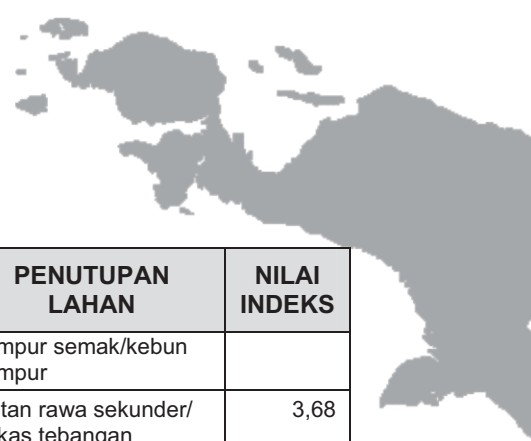 PENUTUPAN
LAHAN
NILAI
INDEKS
mpur semak/kebun
mpur
tan rawa sekunder/
3,68
kas tebangan